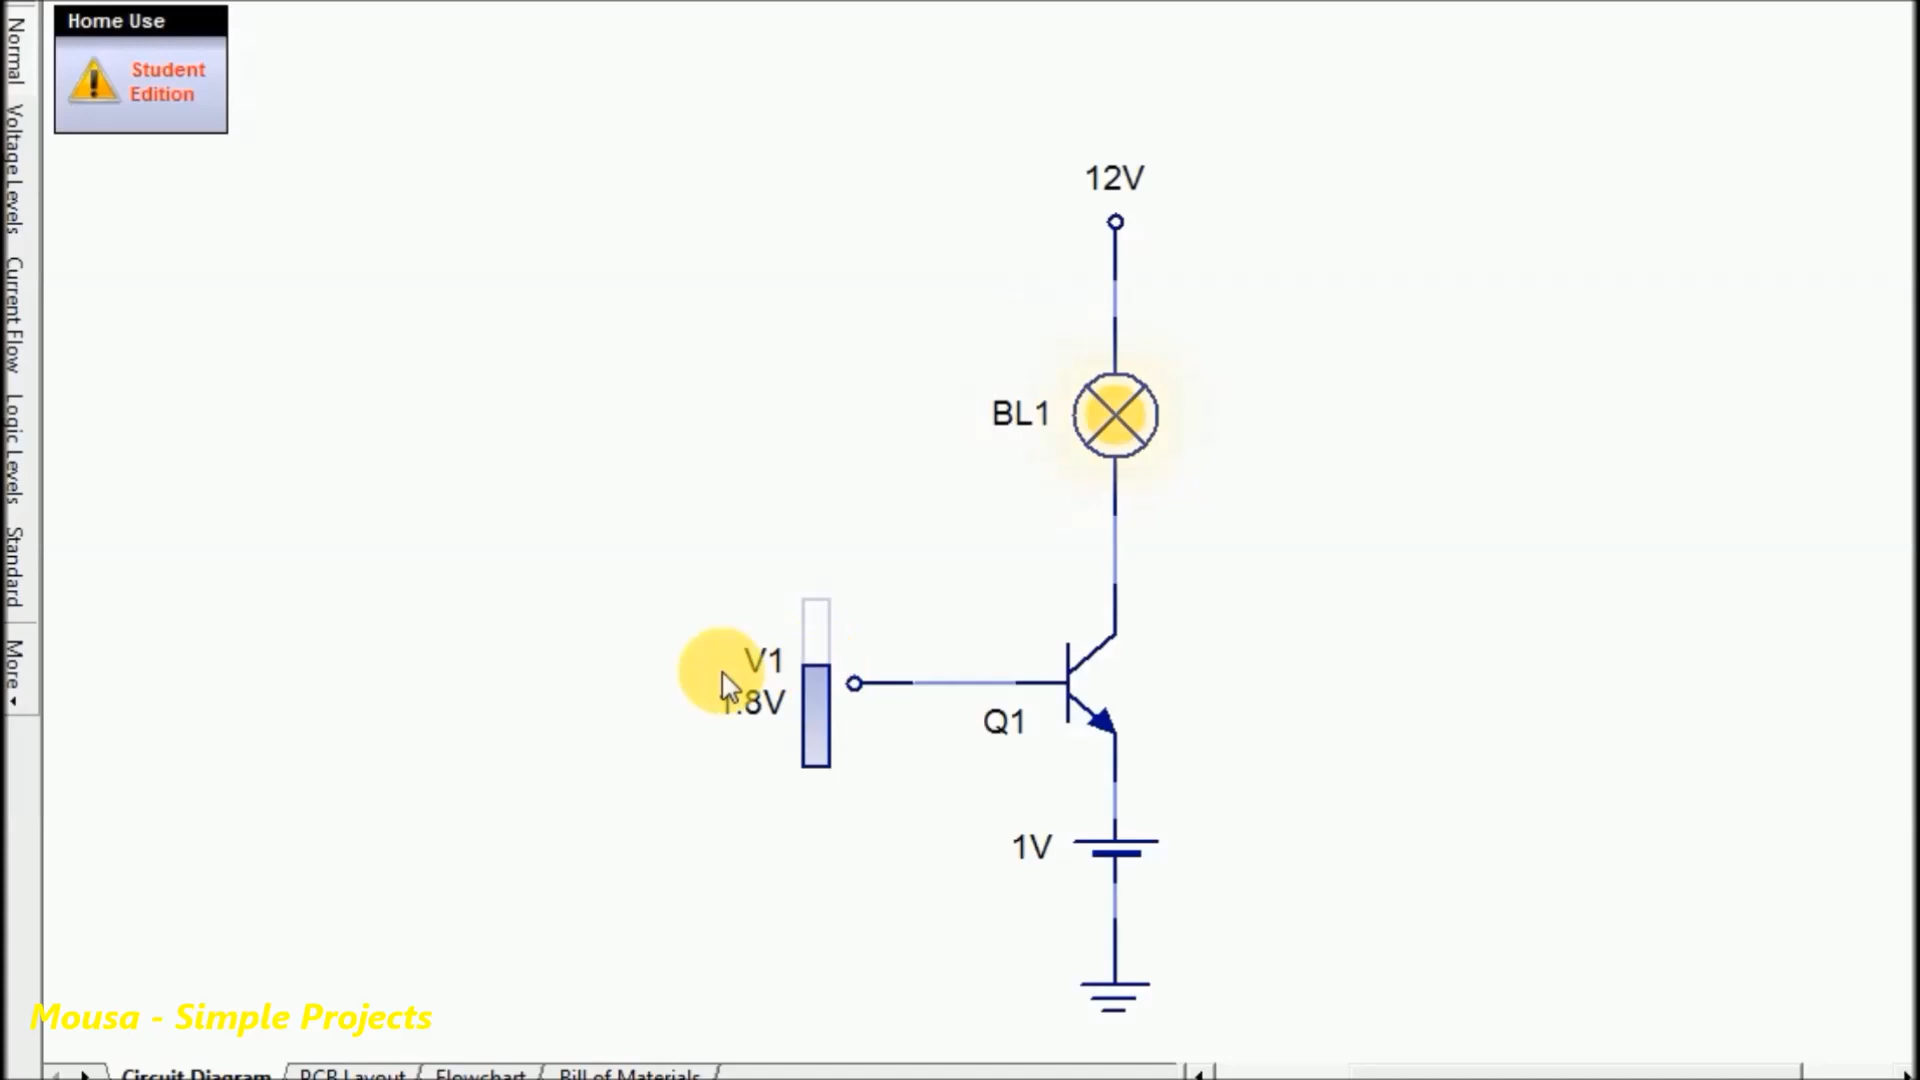 Home Use
Student
Edition
Normal
Voltage Levels
Current Flow
Logic Levels
Standard
More
12V
BL1
V1
1.8V
Q1
1V
Mousa - Simple Projects
Circuit Diagram
PCB Layout
Flowchart
Bill of Materials